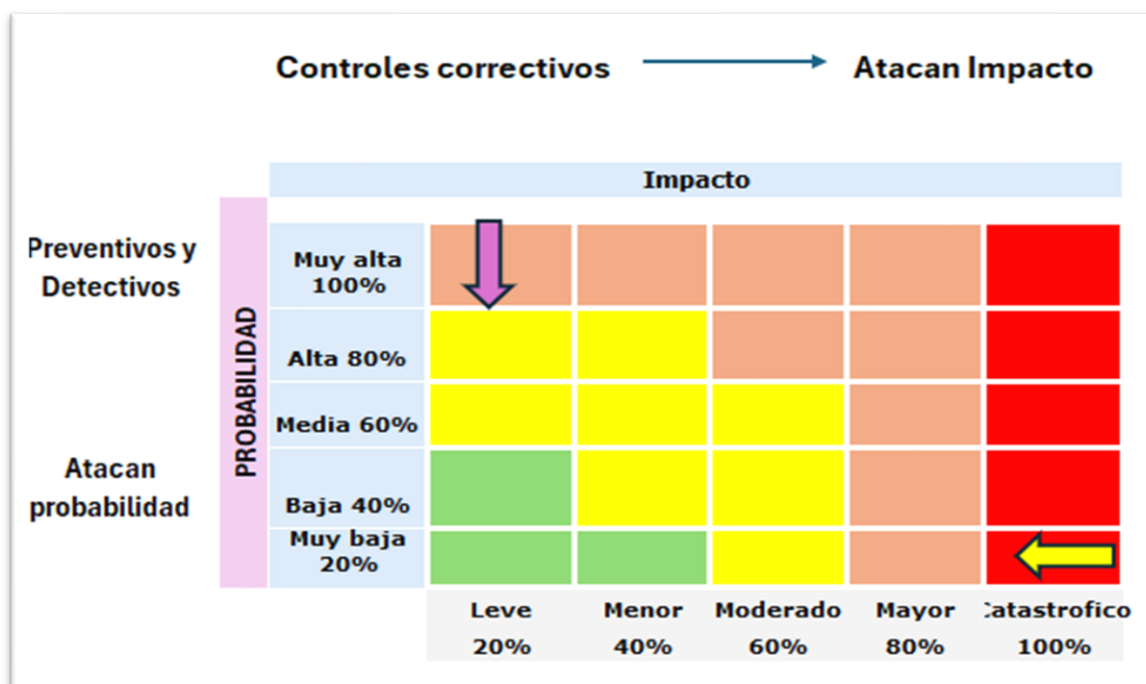 Controles correctivos
Atacan Impacto
Impacto
PROBABILIDAD
Preventivos y
Detectivos
Atacan
probabilidad
Muy alta
100%
Alta 80%
Media 60%
Baja 40%
Muy baja
20%
Leve
20%
Menor
40%
Moderado
60%
Mayor
80%
Catastrofico
100%